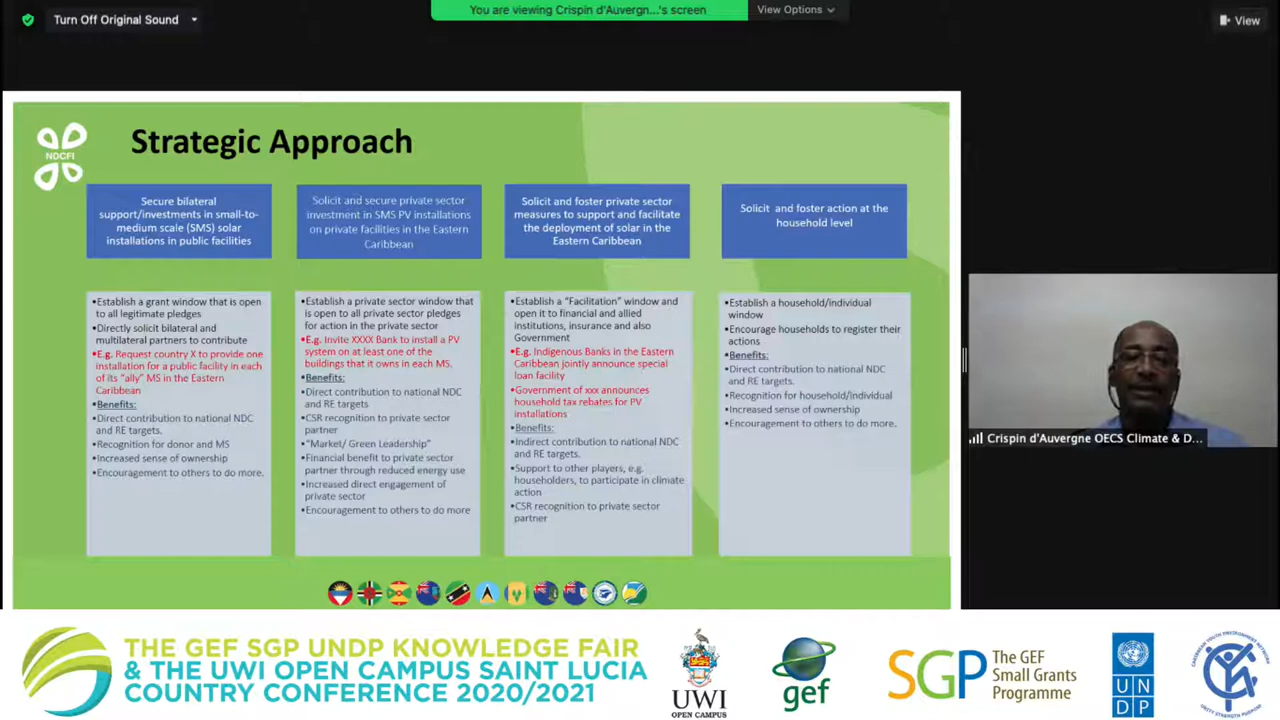 Turn Off Original Sound
You are viewing Crispin d'Auvergn...'s screen
View Options
View
NDCFI
Strategic Approach
Secure bilateral
support/investments in small-to-
medium scale (SMS) solar
installations in public facilities
Solicit and secure private sector
investment in SMS PV installations
on private facilities in the Eastern
Caribbean
Solicit and foster private sector
measures to support and facilitate
the deployment of solar in the
Eastern Caribbean
Solicit and foster action at the
household level
•Establish a grant window that is open
to all legitimate pledges
•Directly solicit bilateral and
multilateral partners to contribute
•E.g. Request country X to provide one
installation for a public facility in each
of its "ally" MS in the Eastern
Caribbean
•Benefits:
•Direct contribution to national NDC
and RE targets.
•Recognition for donor and MS
•Increased sense of ownership
•Encouragement to others to do more.
•Establish a private sector window that
is open to all private sector pledges
for action in the private sector
•E.g. Invite XXXX Bank to install a PV
system on at least one of the
buildings that it owns in each MS.
•Benefits:
•Direct contribution to national NDC
and RE targets
•CSR recognition to private sector
partner
•"Market/ Green Leadership"
•Financial benefit to private sector
partner through reduced energy use
•Increased direct engagement of
private sector
•Encouragement to others to do more
•Establish a "Facilitation" window and
open it to financial and allied
institutions, insurance and also
Government
•E.g. Indigenous Banks in the Eastern
Caribbean jointly announce special
loan facility
•Government of xxx announces
household tax rebates for PV
installations
•Benefits:
•Indirect contribution to national NDC
and RE targets.
•Support to other players, e.g.
householders, to participate in climate
action
•CSR recognition to private sector
partner
•Establish a household/individual
window
•Encourage households to register their
actions
•Benefits:
•Direct contribution to national NDC
and RE targets.
•Recognition for household/individual
•Increased sense of ownership
•Encouragement to others to do more.
Crispin d'Auvergne OECS Climate & D...
THE GEF SGP UNDP KNOWLEDGE FAIR
& THE UWI OPEN CAMPUS SAINT LUCIA
COUNTRY CONFERENCE 2020/2021
UWI
OPEN CAMPUS
gef
SGP
The GEF
Small Grants
Programme
UN
DP